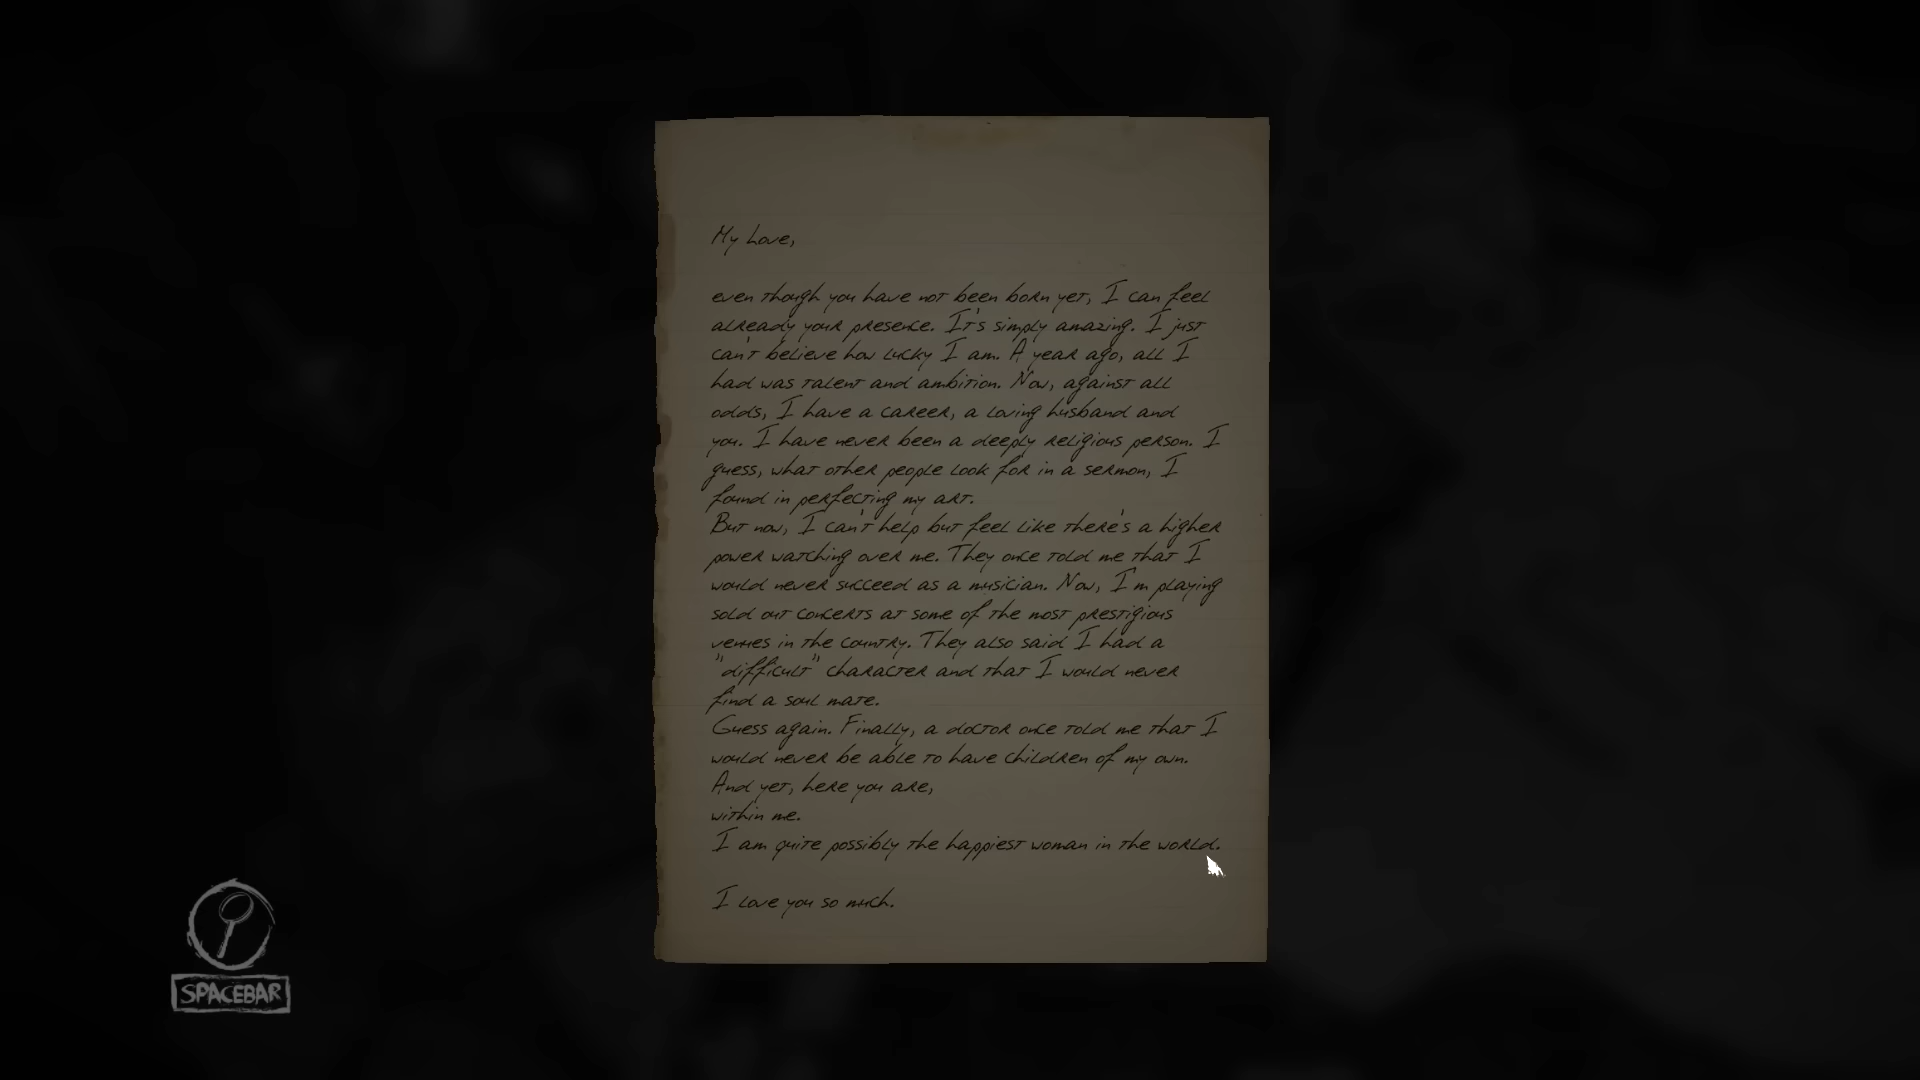 My Love,
even though you have not been born yet, I can feel
already your presence. It's simply amazing. I just
can't believe how lucky I am. A year ago, all I
had was talent and ambition. Now, against all
odds, I have a career, a loving husband and
you. I have never been a deeply religious person. I
guess, what other people look for in a sermon, I
found in perfecting my art.
But now, I can't help but feel like there's a higher
power watching over me. They once told me that I
would never succeed as a musician. Now, I'm playing
sold out concerts at some of the most prestigious
venues in the country. They also said I had a
"difficult" character and that I would never
find a soul mate.
Guess again. Finally, a doctor once told me that I
would never be able to have children of my own.
And yet, here you are,
within me.
I am quite possibly the happiest woman in the world.
I love you so much.
SPACEBAR